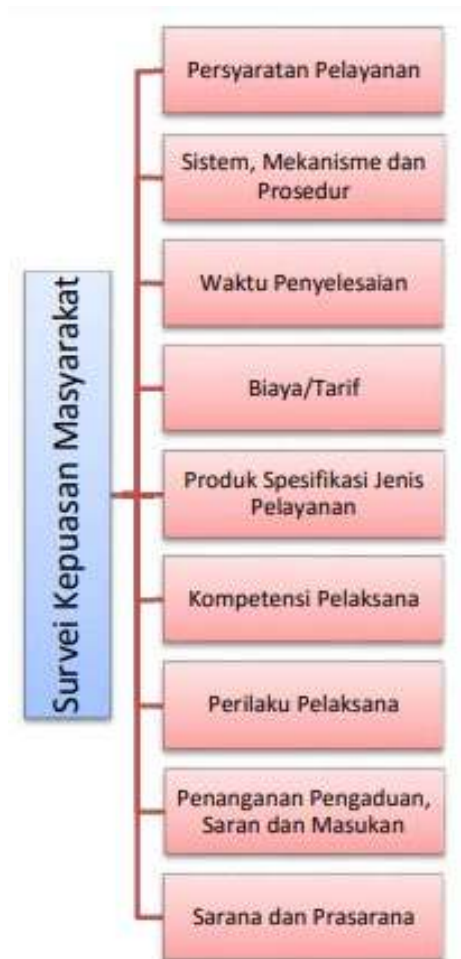 Survei Kepuasan Masyarakat
Persyaratan Pelayanan
Sistem, Mekanisme dan
Prosedur
Waktu Penyelesaian
Biaya/Tarif
Produk Spesifikasi Jenis
Pelayanan
Kompetensi Pelaksana
Perilaku Pelaksana
Penanganan Pengaduan,
Saran dan Masukan
Sarana dan Prasarana